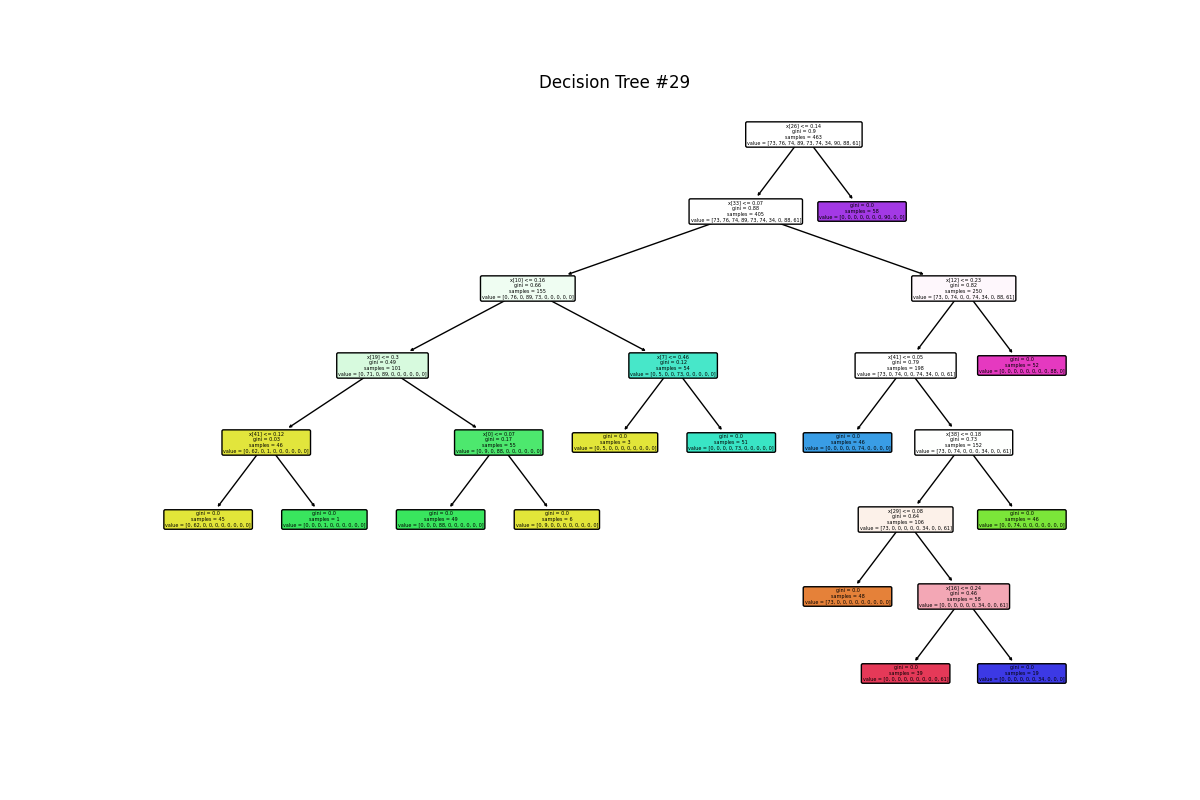 Decision Tree #29
x[26] <= 0.14
gini = 0.9
samples = 463
value = [73, 76, 74, 89, 73, 74, 34, 90, 88, 61]
x[33] <= 0.07
gini = 0.88
samples = 405
value = [73, 76, 74, 89, 73, 74, 34, 0, 88, 61]
gini = 0.0
samples = 58
value = [0, 0, 0, 0, 0, 0, 0, 90, 0, 0]
x[10] <= 0.16
gini = 0.66
samples = 155
value = [0, 76, 0, 89, 73, 0, 0, 0, 0, 0]
x[12] <= 0.23
gini = 0.82
samples = 250
value = [73, 0, 74, 0, 0, 74, 34, 0, 88, 61]
x[19] <= 0.3
gini = 0.49
samples = 101
value = [0, 71, 0, 89, 0, 0, 0, 0, 0, 0]
x[7] <= 0.46
gini = 0.12
samples = 54
value = [0, 5, 0, 0, 73, 0, 0, 0, 0, 0]
x[41] <= 0.05
gini = 0.79
samples = 198
value = [73, 0, 74, 0, 0, 74, 34, 0, 0, 61]
gini = 0.0
samples = 52
value = [0, 0, 0, 0, 0, 0, 0, 0, 88, 0]
x[41] <= 0.12
gini = 0.03
samples = 46
value = [0, 62, 0, 1, 0, 0, 0, 0, 0, 0]
x[0] <= 0.07
gini = 0.17
samples = 55
value = [0, 9, 0, 88, 0, 0, 0, 0, 0, 0]
gini = 0.0
samples = 3
value = [0, 5, 0, 0, 0, 0, 0, 0, 0, 0]
gini = 0.0
samples = 51
value = [0, 0, 0, 0, 73, 0, 0, 0, 0, 0]
gini = 0.0
samples = 46
value = [0, 0, 0, 0, 0, 74, 0, 0, 0, 0]
x[38] <= 0.18
gini = 0.73
samples = 152
value = [73, 0, 74, 0, 0, 0, 34, 0, 0, 61]
gini = 0.0
samples = 45
value = [0, 62, 0, 0, 0, 0, 0, 0, 0, 0]
gini = 0.0
samples = 1
value = [0, 0, 0, 1, 0, 0, 0, 0, 0, 0]
gini = 0.0
samples = 49
value = [0, 0, 0, 88, 0, 0, 0, 0, 0, 0]
gini = 0.0
samples = 6
value = [0, 9, 0, 0, 0, 0, 0, 0, 0, 0]
x[29] <= 0.08
gini = 0.64
samples = 106
value = [73, 0, 0, 0, 0, 0, 34, 0, 0, 61]
gini = 0.0
samples = 46
value = [0, 0, 74, 0, 0, 0, 0, 0, 0, 0]
gini = 0.0
samples = 48
value = [73, 0, 0, 0, 0, 0, 0, 0, 0, 0]
x[16] <= 0.24
gini = 0.46
samples = 58
value = [0, 0, 0, 0, 0, 0, 34, 0, 0, 61]
gini = 0.0
samples = 39
value = [0, 0, 0, 0, 0, 0, 0, 0, 0, 61]
gini = 0.0
samples = 19
value = [0, 0, 0, 0, 0, 0, 34, 0, 0, 0]